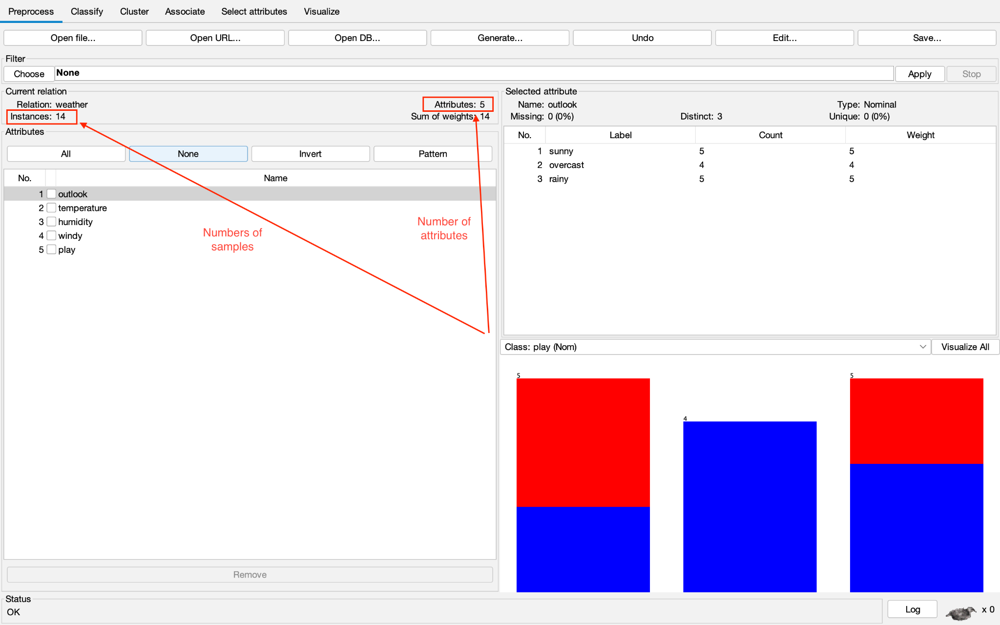 Preprocess Classify Cluster Associate Select attributes Visualize
Open file... Open URL... Open DB... Generate... Undo Edit... Save...
Filter
Choose None Apply Stop
Current relation
Relation: weather Attributes: 5
Instances: 14 Sum of weights: 14
Attributes
All None Invert Pattern
No. Name
1 outlook
2 temperature
3 humidity
4 windy
5 play
Numbers of
samples
Number of
attributes
Remove
Selected attribute
Name: outlook Type: Nominal
Missing: 0 (0%) Distinct: 3 Unique: 0 (0%)
No. Label Count Weight
1 sunny 5 5
2 overcast 4 4
3 rainy 5 5
Class: play (Nom) Visualize All
5 4 5
Status
OK
Log x 0